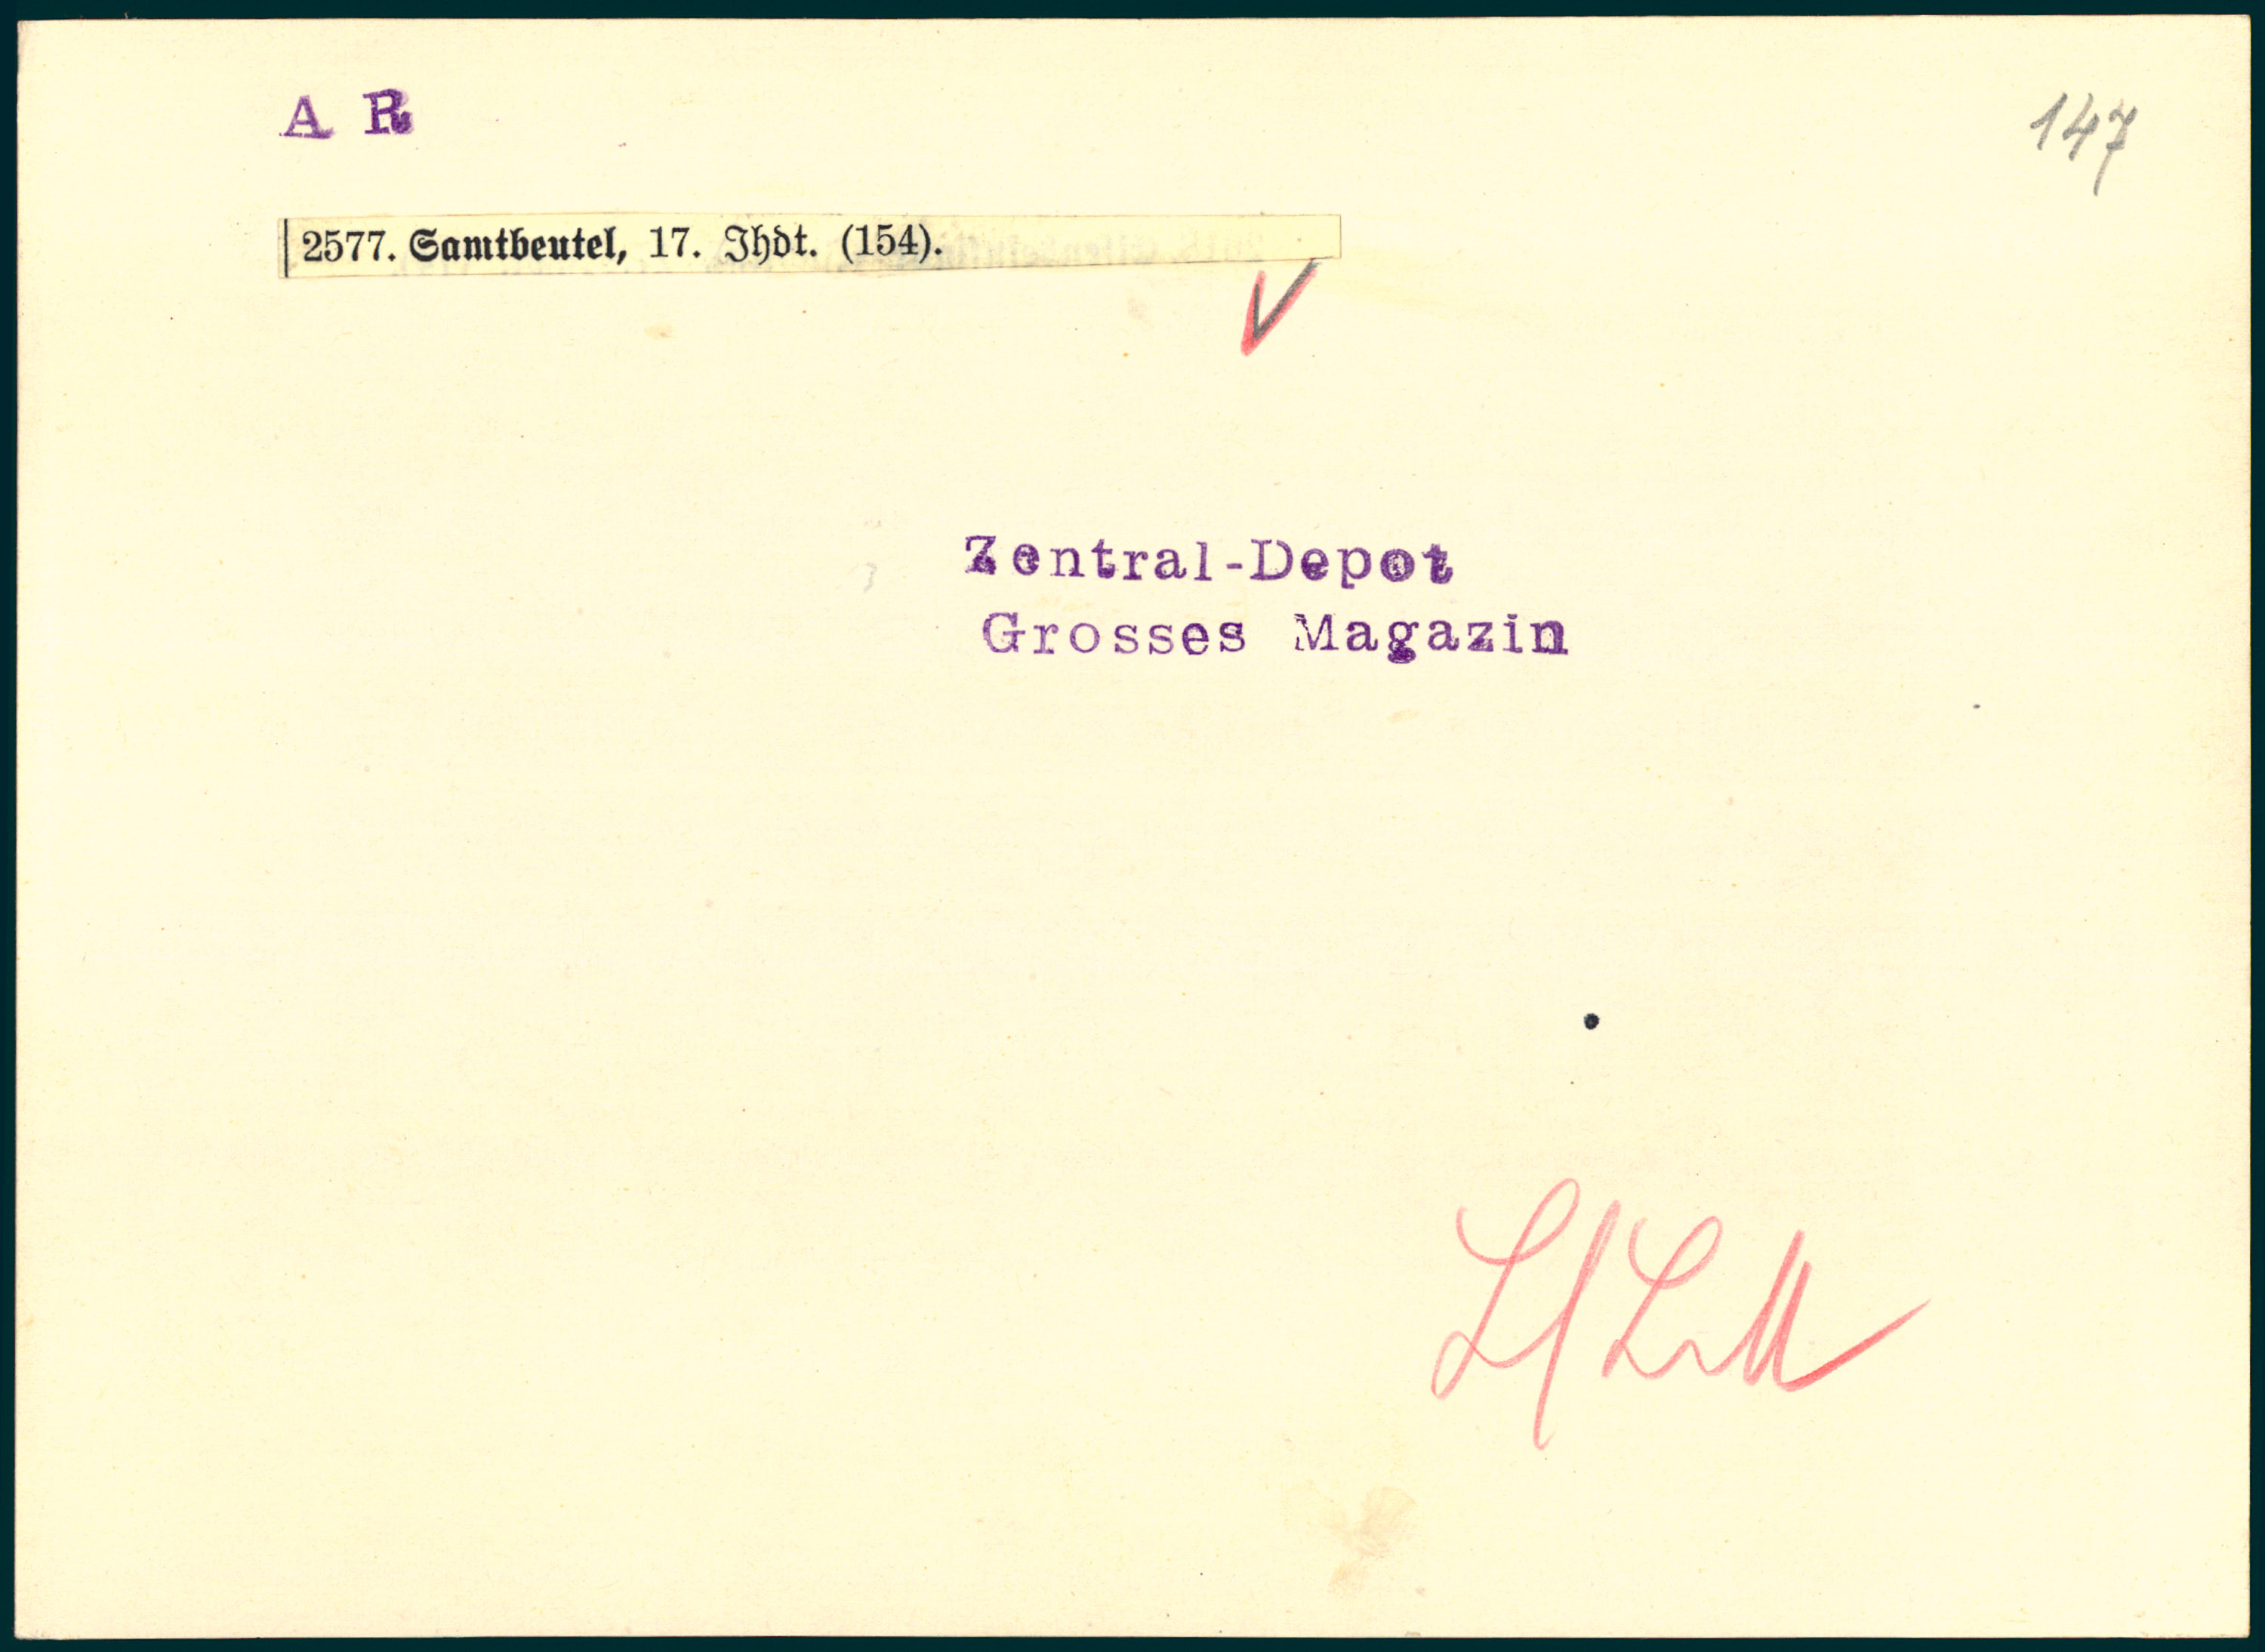 A R
147
2577. Samtbeutel, 17. Jhdt. (154).
Zentral-Depot
Grosses Magazin